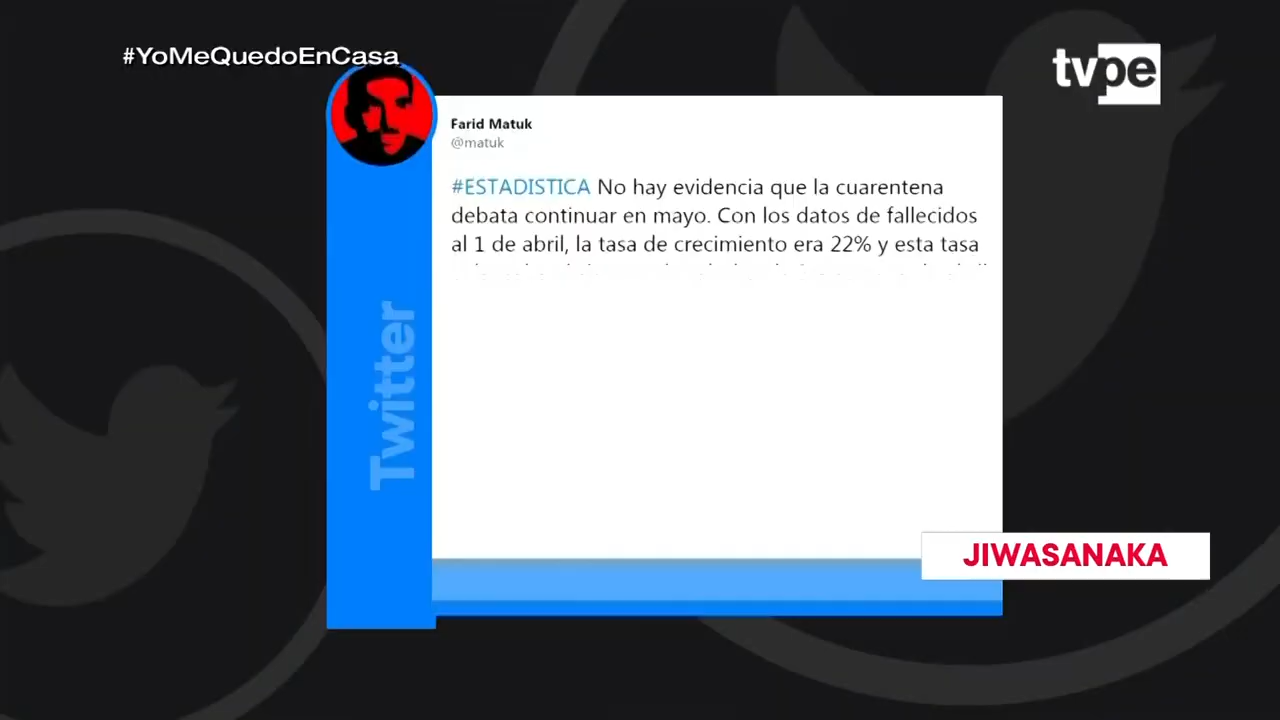 #YoMeQuedoEnCasa
tvpe
Farid Matuk
@matuk
#ESTADISTICA No hay evidencia que la cuarentena
debata continuar en mayo. Con los datos de fallecidos
al 1 de abril, la tasa de crecimiento era 22% y esta tasa
Twitter
JIWASANAKA